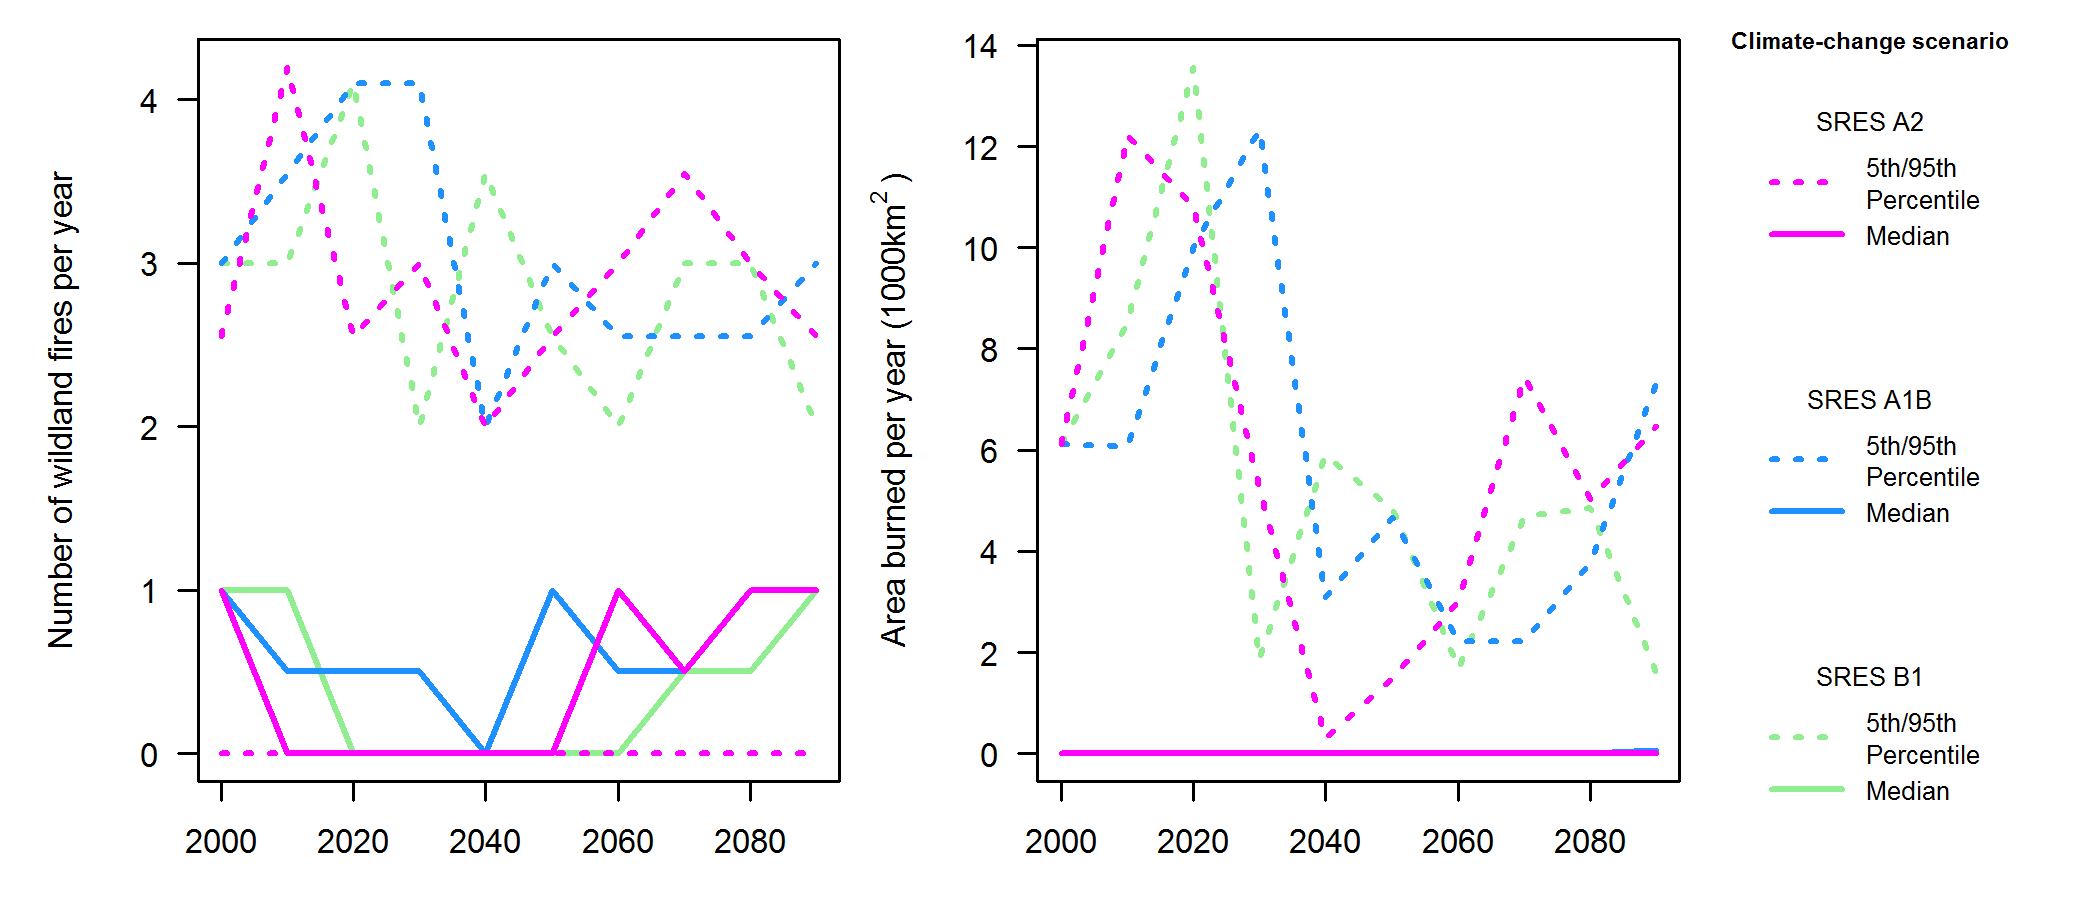 Number of wildland fires per year
4
3
2
1
0
2000 2020 2040 2060 2080
Area burned per year (1000km²)
14
12
10
8
6
4
2
0
2000 2020 2040 2060 2080
Climate-change scenario
SRES A2
5th/95th
Percentile
Median
SRES A1B
5th/95th
Percentile
Median
SRES B1
5th/95th
Percentile
Median